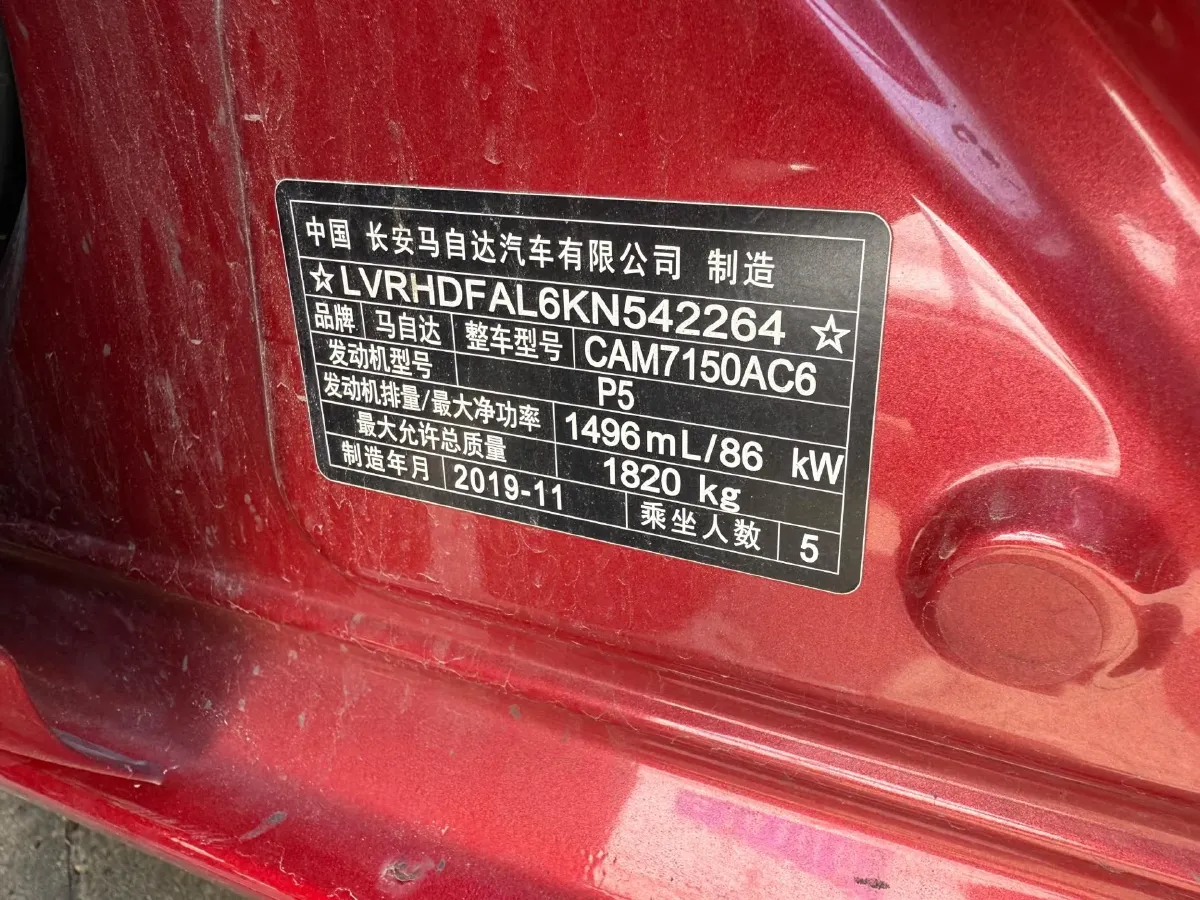 中国 长安马自达汽车有限公司 制造
☆LVRHDFAL6KN542264☆
品牌 马自达 整车型号 CAM7150AC6
发动机型号 P5
发动机排量/最大净功率 1496mL/86 kW
最大允许总质量 1820 kg
制造年月 2019-11 乘坐人数 5